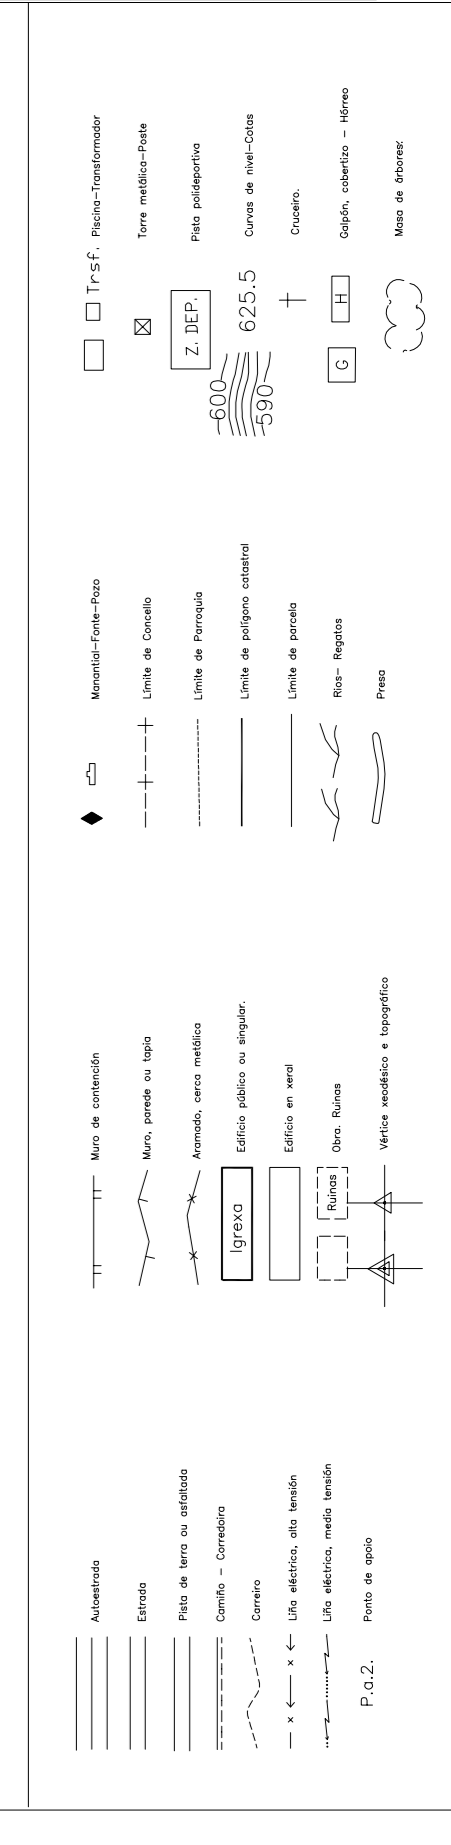 Autoestrada
Estrada
Pista de terra ou asfaltada
Camiño - Corredoira
Carreiro
Liña eléctrica, alta tensión
Liña eléctrica, media tensión
P.a.2. Ponto de apoio
Muro de contención
Muro, parede ou tapia
Aramado, cerca metálica
Igrexa Edificio público ou singular.
Edificio en xeral
Ruinas Obra. Ruinas
Vértice xeodésico e topográfico
Manantial-Fonte-Pozo
Límite de Concello
Límite de Parroquia
Límite de polígono catastral
Límite de parcela
Rios- Regatos
Presa
Trsf. Piscina-Transformador
Torre metálica-Poste
Z. DEP. Pista polideportiva
600 590 625.5 Curvas de nivel-Cotas
Cruceiro.
G H Galpón, cobertizo - Hórreo
Masa de árbores.